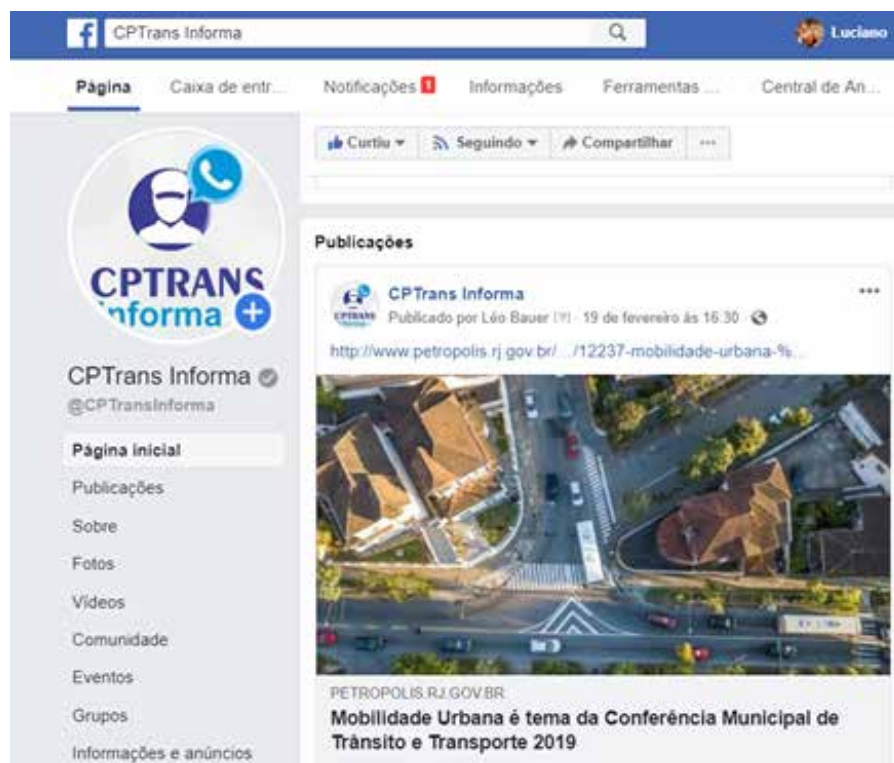 CPTrans Informa
Luciano
Página
Caixa de entr...
Notificações 1
Informações
Ferramentas ...
Central de An...
Curtiu
Seguindo
Compartilhar
CPTRANS
informa
CPTrans Informa
@CPTransInforma
Página inicial
Publicações
Sobre
Fotos
Vídeos
Comunidade
Eventos
Grupos
Informações e anúncios
Publicações
CPTRANS
CPTrans Informa
Publicado por Léo Bauer [?] · 19 de fevereiro às 16:30
http://www.petropolis.rj.gov.br/.../12237-mobilidade-urbana-%...
PETROPOLIS.RJ.GOV.BR
Mobilidade Urbana é tema da Conferência Municipal de
Trânsito e Transporte 2019